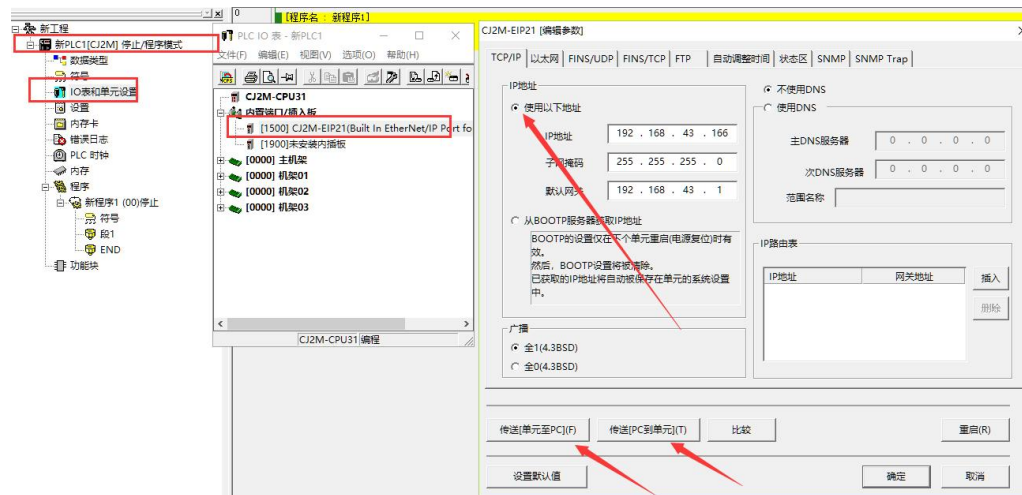 新工程
新PLC1[CJ2M] 停止/程序模式
数据类型
符号
IO表和单元设置
设置
内存卡
错误日志
PLC 时钟
内存
程序
新程序1 (00)停止
符号
段1
END
功能块
0
[程序名 : 新程序1]
PLC IO 表 - 新PLC1
文件(F) 编辑(E) 视图(V) 选项(O) 帮助(H)
CJ2M-CPU31
内置端口/插入板
[1500] CJ2M-EIP21(Built In EtherNet/IP Port fo
[1900]未安装内插板
[0000] 主机架
[0000] 机架01
[0000] 机架02
[0000] 机架03
CJ2M-CPU31 编程
CJ2M-EIP21 [编辑参数]
TCP/IP 以太网 FINS/UDP FINS/TCP FTP 自动调整时间 状态区 SNMP SNMP Trap
IP地址
使用以下地址
IP地址 192 . 168 . 43 . 166
子网掩码 255 . 255 . 255 . 0
默认网关 192 . 168 . 43 . 1
从BOOTP服务器获取IP地址
BOOTP的设置仅在下个单元重启(电源复位)时有
效。
然后，BOOTP设置将被清除。
已获取的IP地址将自动被保存在单元的系统设置
中。
广播
全1(4.3BSD)
全0(4.3BSD)
不使用DNS
使用DNS
主DNS服务器 0 . 0 . 0 . 0
次DNS服务器 0 . 0 . 0 . 0
范围名称
IP路由表
IP地址 网关地址
插入
删除
传送[单元至PC](F) 传送[PC到单元](T) 比较 重启(R)
设置默认值 确定 取消